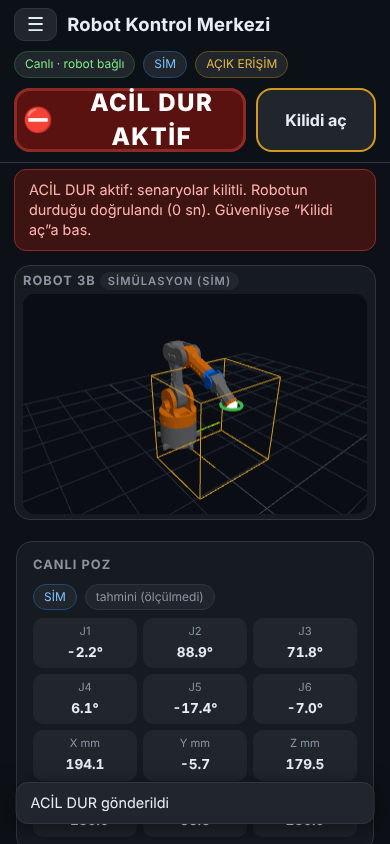 ☰ Robot Kontrol Merkezi
Canlı · robot bağlı SİM AÇIK ERİŞİM
ACİL DUR
AKTİF
Kilidi aç
ACİL DUR aktif: senaryolar kilitli. Robotun
durduğu doğrulandı (0 sn). Güvenliyse “Kilidi
aç”a bas.
ROBOT 3B SİMÜLASYON (SİM)
CANLI POZ
SİM tahmini (ölçülmedi)
J1 J2 J3
-2.2° 88.9° 71.8°
J4 J5 J6
6.1° -17.4° -7.0°
X mm Y mm Z mm
194.1 -5.7 179.5
ACİL DUR gönderildi